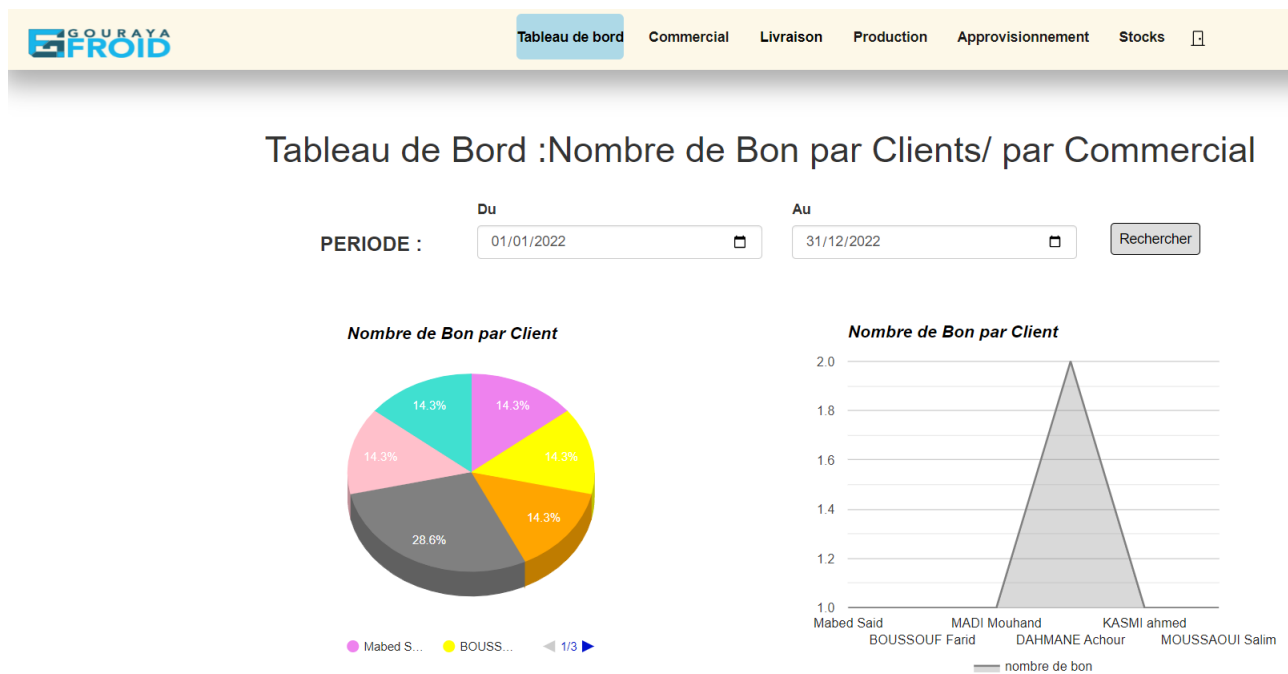 GOURAYA
FROID
Tableau de bord Commercial Livraison Production Approvisionnement Stocks
Tableau de Bord :Nombre de Bon par Clients/ par Commercial
PERIODE :
Du
01/01/2022
Au
31/12/2022
Rechercher
Nombre de Bon par Client
14.3%
14.3%
14.3%
14.3%
14.3%
28.6%
Mabed S... BOUSS... 1/3
Nombre de Bon par Client
2.0
1.8
1.6
1.4
1.2
1.0
Mabed Said MADI Mouhand KASMI ahmed
BOUSSOUF Farid DAHMANE Achour MOUSSAOUI Salim
nombre de bon